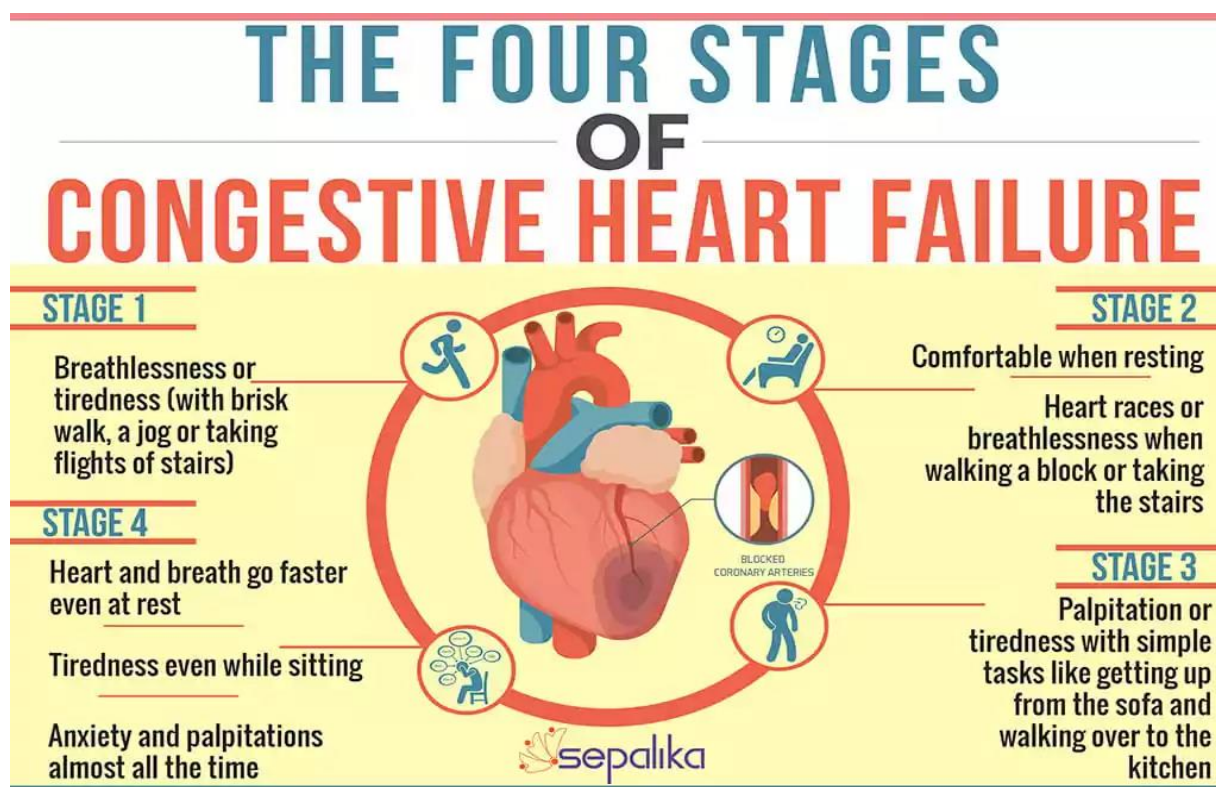 THE FOUR STAGES
OF
CONGESTIVE HEART FAILURE
STAGE 1
Breathlessness or
tiredness (with brisk
walk, a jog or taking
flights of stairs)
STAGE 2
Comfortable when resting
Heart races or
breathlessness when
walking a block or taking
the stairs
BLOCKED
CORONARY ARTERIES
STAGE 3
Palpitation or
tiredness with simple
tasks like getting up
from the sofa and
walking over to the
kitchen
STAGE 4
Heart and breath go faster
even at rest
Tiredness even while sitting
Anxiety and palpitations
almost all the time
sepalika